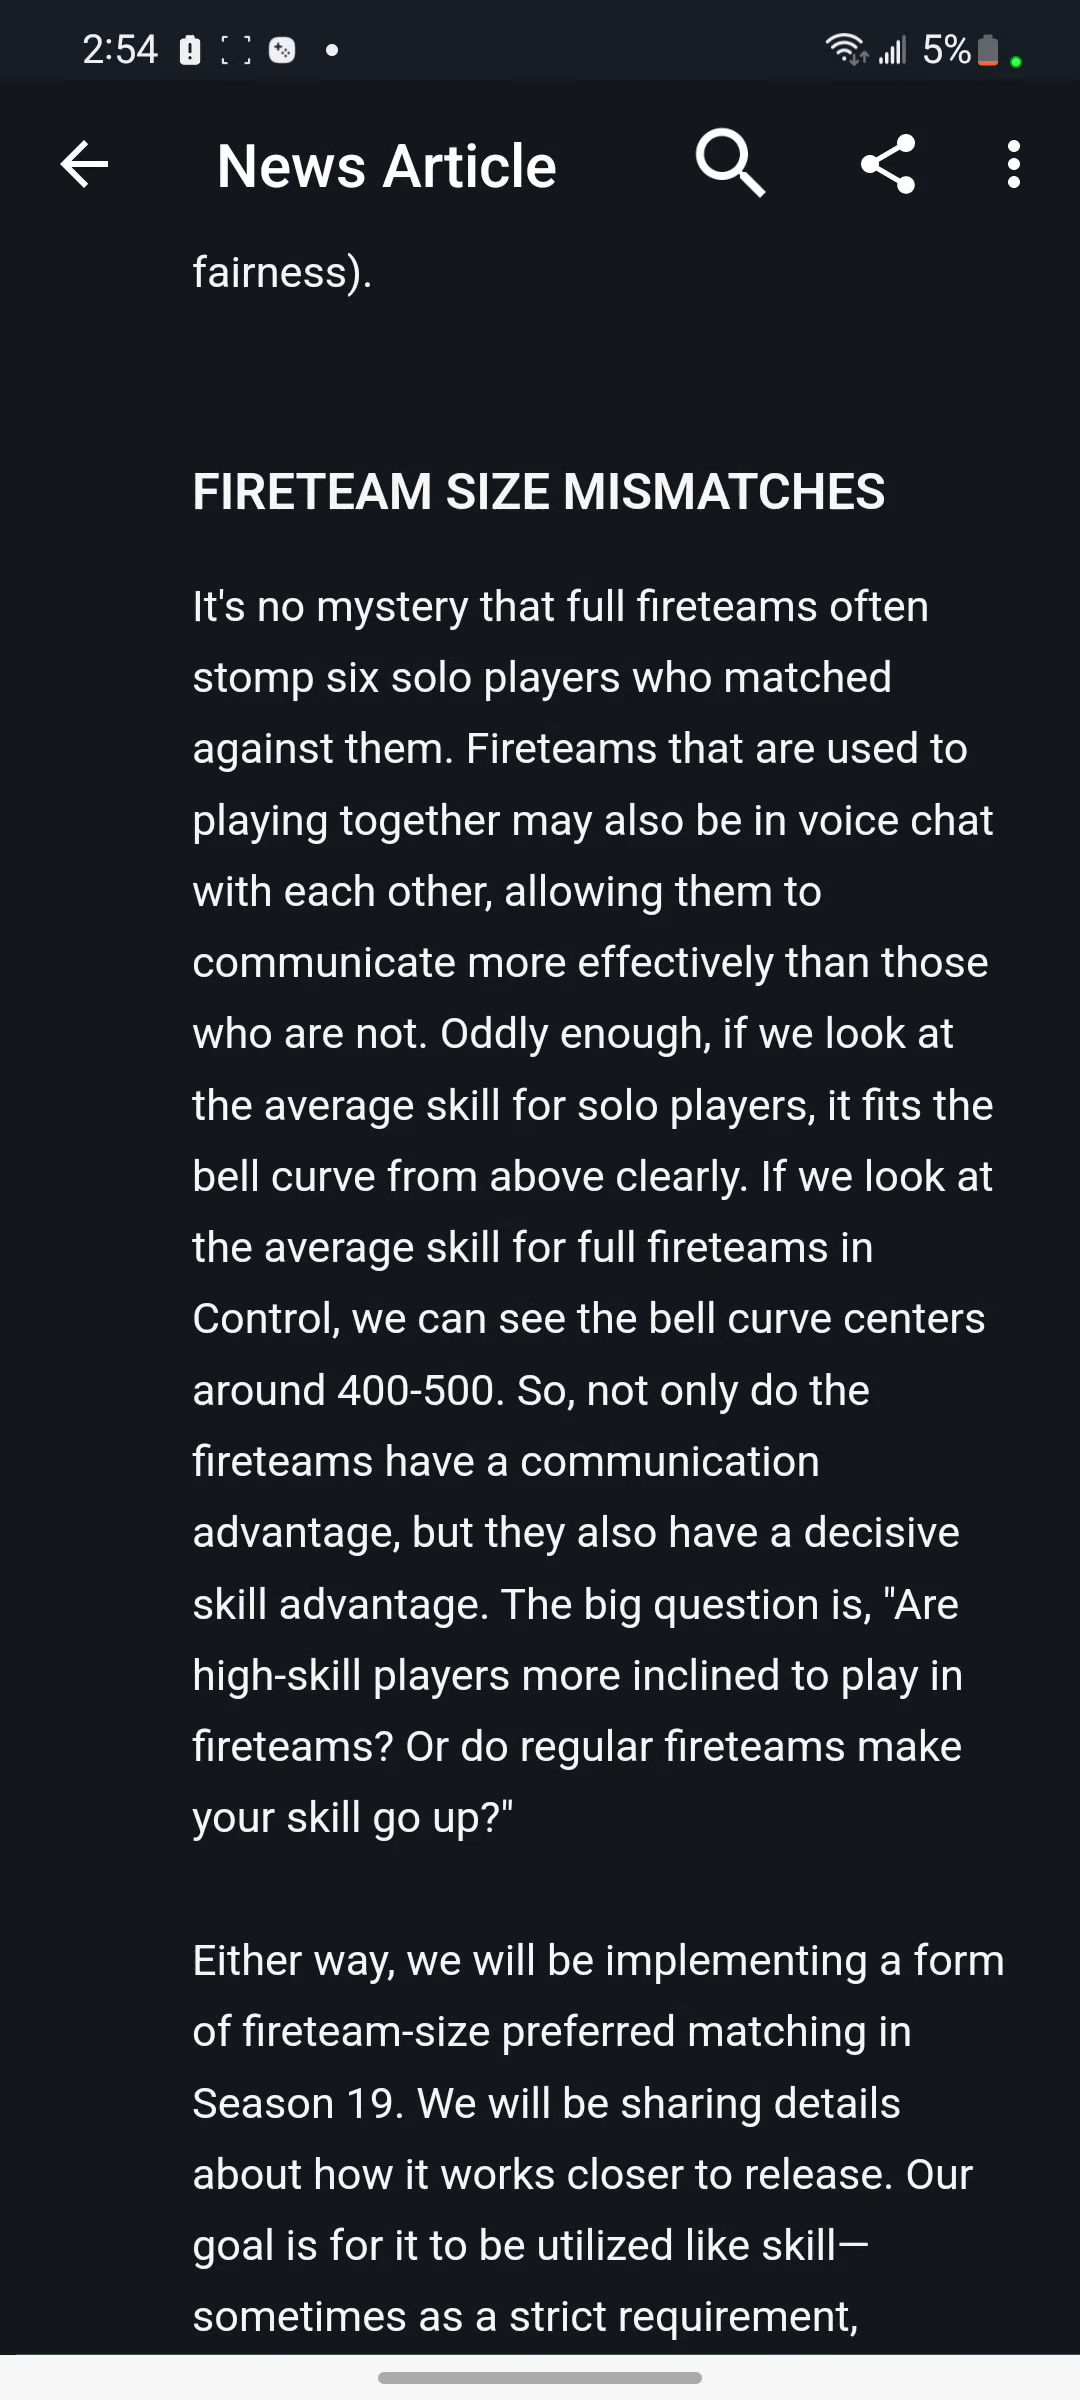 2:54
5%
News Article
fairness).
FIRETEAM SIZE MISMATCHES
It's no mystery that full fireteams often
stomp six solo players who matched
against them. Fireteams that are used to
playing together may also be in voice chat
with each other, allowing them to
communicate more effectively than those
who are not. Oddly enough, if we look at
the average skill for solo players, it fits the
bell curve from above clearly. If we look at
the average skill for full fireteams in
Control, we can see the bell curve centers
around 400-500. So, not only do the
fireteams have a communication
advantage, but they also have a decisive
skill advantage. The big question is, "Are
high-skill players more inclined to play in
fireteams? Or do regular fireteams make
your skill go up?"
Either way, we will be implementing a form
of fireteam-size preferred matching in
Season 19. We will be sharing details
about how it works closer to release. Our
goal is for it to be utilized like skill—
sometimes as a strict requirement,